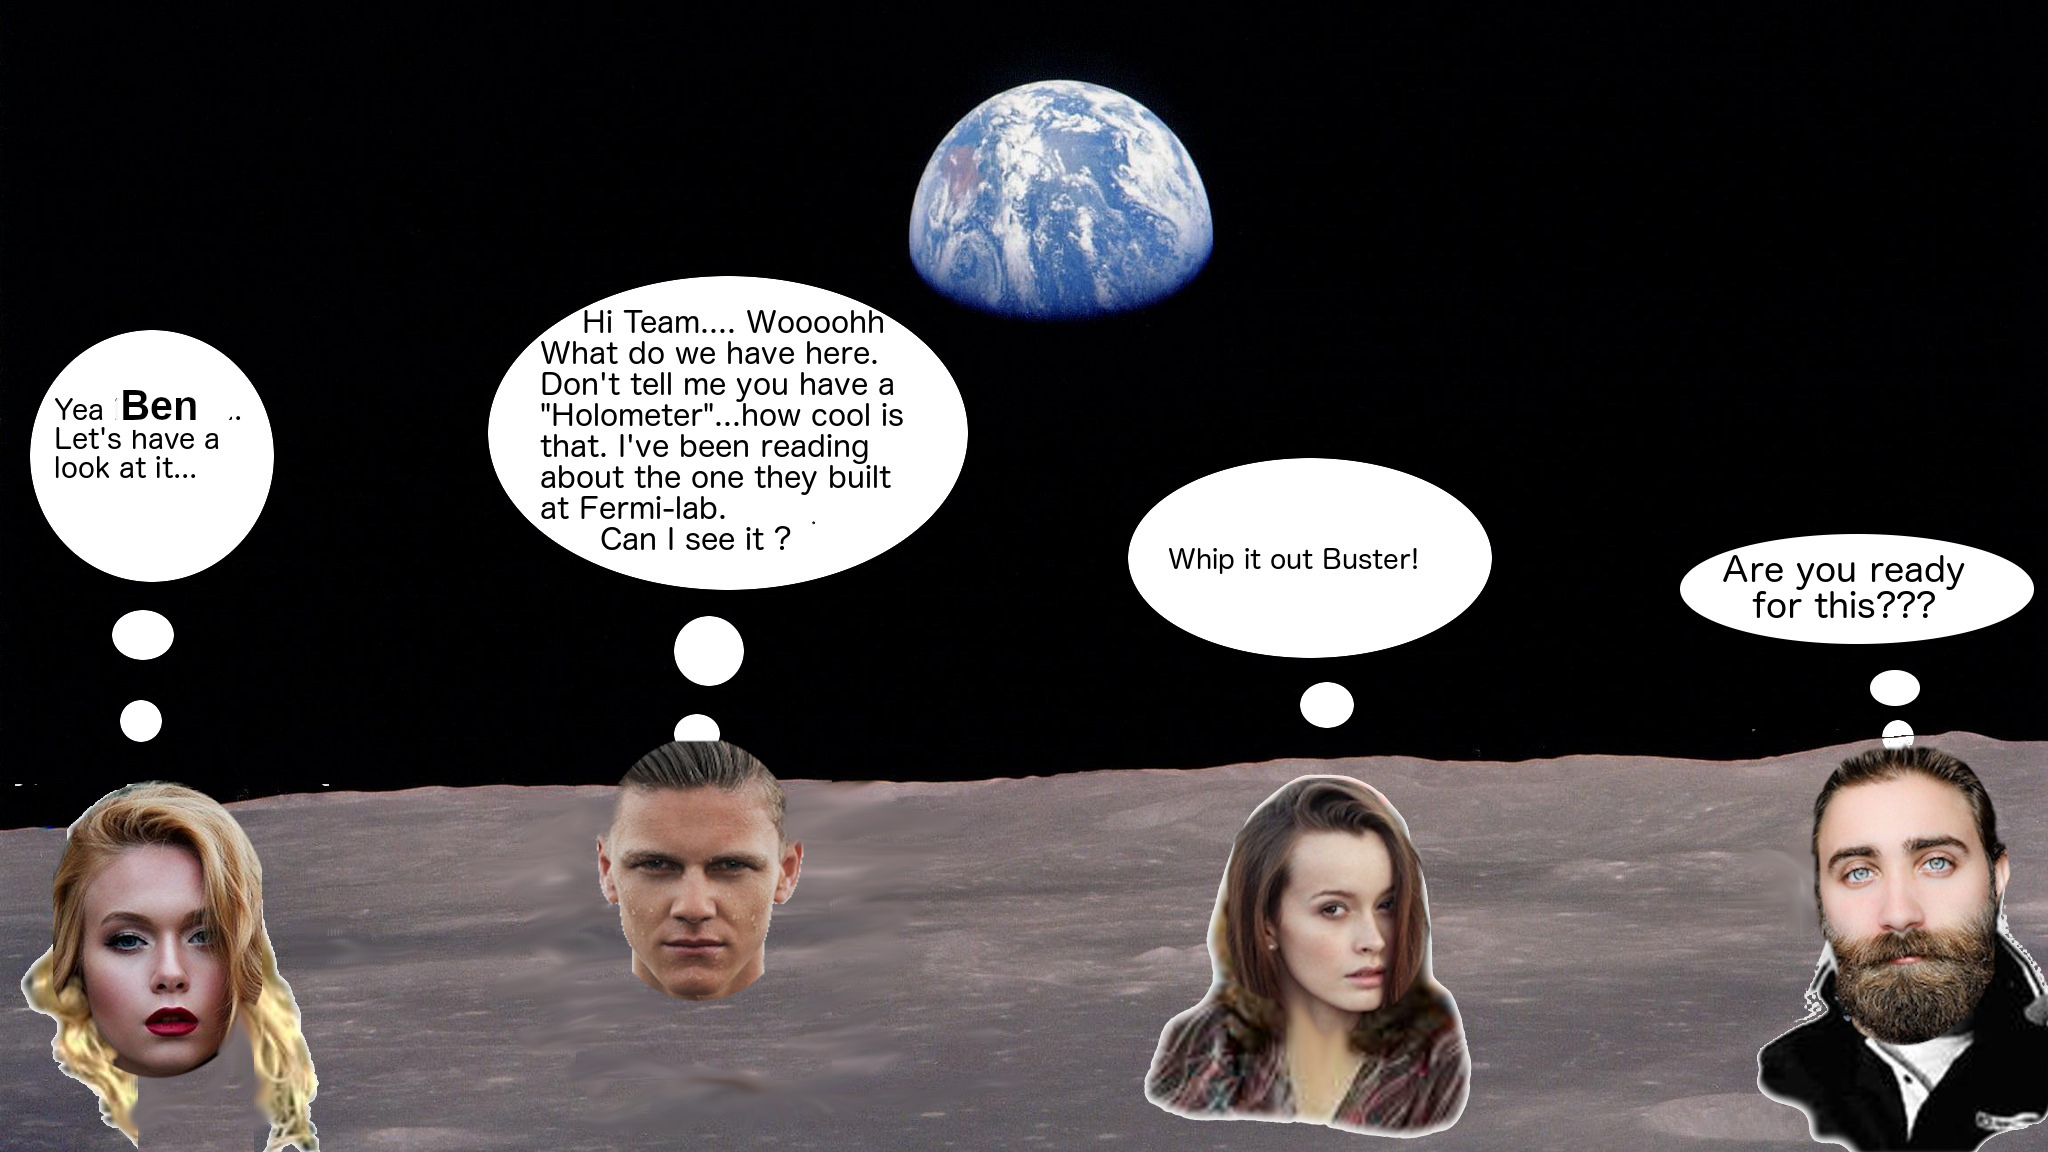 Yea Ben ..
Let's have a
look at it...
Hi Team.... Woooohh
What do we have here.
Don't tell me you have a
"Holometer"...how cool is
that. I've been reading
about the one they built
at Fermi-lab.
Can I see it ?
Whip it out Buster!
Are you ready
for this???